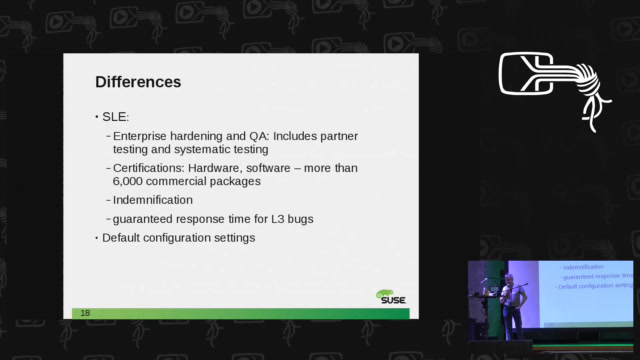 Differences
• SLE:
– Enterprise hardening and QA: Includes partner
testing and systematic testing
– Certifications: Hardware, software – more than
6,000 commercial packages
– Indemnification
– guaranteed response time for L3 bugs
• Default configuration settings
SUSE
18
– Indemnification
– guaranteed response time
• Default configuration setting